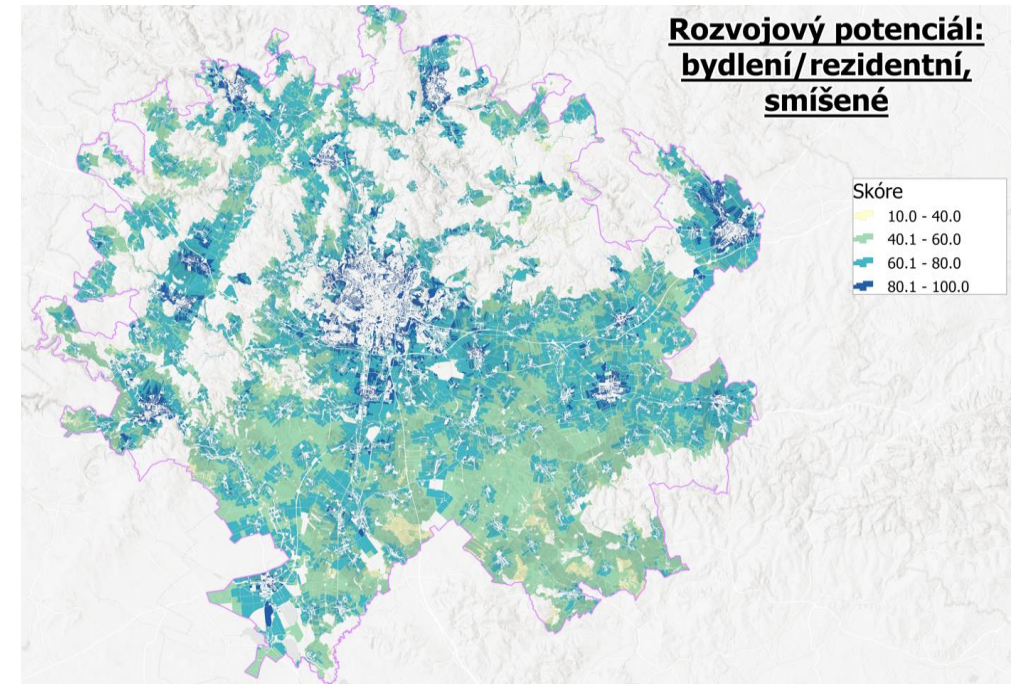 Rozvojový potenciál:
bydlení/rezidentní,
smíšené
Skóre
10.0 - 40.0
40.1 - 60.0
60.1 - 80.0
80.1 - 100.0